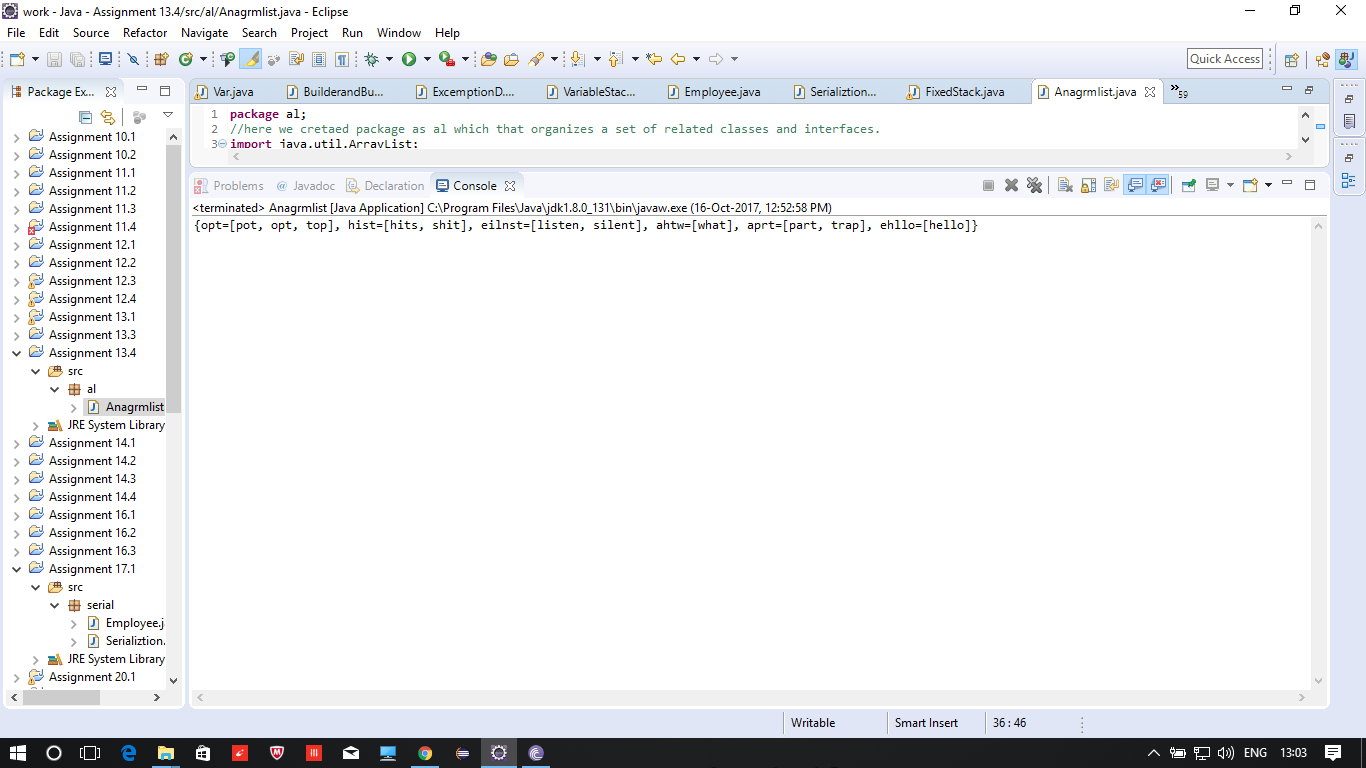 work - Java - Assignment 13.4/src/al/Anagrmlist.java - Eclipse
File Edit Source Refactor Navigate Search Project Run Window Help
Quick Access
Package Ex...
Var.java BuilderandBu... ExcemptionD.... VariableStac... Employee.java Serializtion... FixedStack.java Anagrmlist.java »59
1 package al;
2 //here we cretaed package as al which that organizes a set of related classes and interfaces.
3 import java.util.ArrayList;
Problems @ Javadoc Declaration Console
<terminated> Anagrmlist [Java Application] C:\Program Files\Java\jdk1.8.0_131\bin\javaw.exe (16-Oct-2017, 12:52:58 PM)
{opt=[pot, opt, top], hist=[hits, shit], eilnst=[listen, silent], ahtw=[what], aprt=[part, trap], ehllo=[hello]}
Assignment 10.1
Assignment 10.2
Assignment 11.1
Assignment 11.2
Assignment 11.3
Assignment 11.4
Assignment 12.1
Assignment 12.2
Assignment 12.3
Assignment 12.4
Assignment 13.1
Assignment 13.3
Assignment 13.4
src
al
Anagrmlist
JRE System Library
Assignment 14.1
Assignment 14.2
Assignment 14.3
Assignment 14.4
Assignment 16.1
Assignment 16.2
Assignment 16.3
Assignment 17.1
src
serial
Employee.j
Serializtion.
JRE System Library
Assignment 20.1
Writable Smart Insert 36 : 46
ENG 13:03